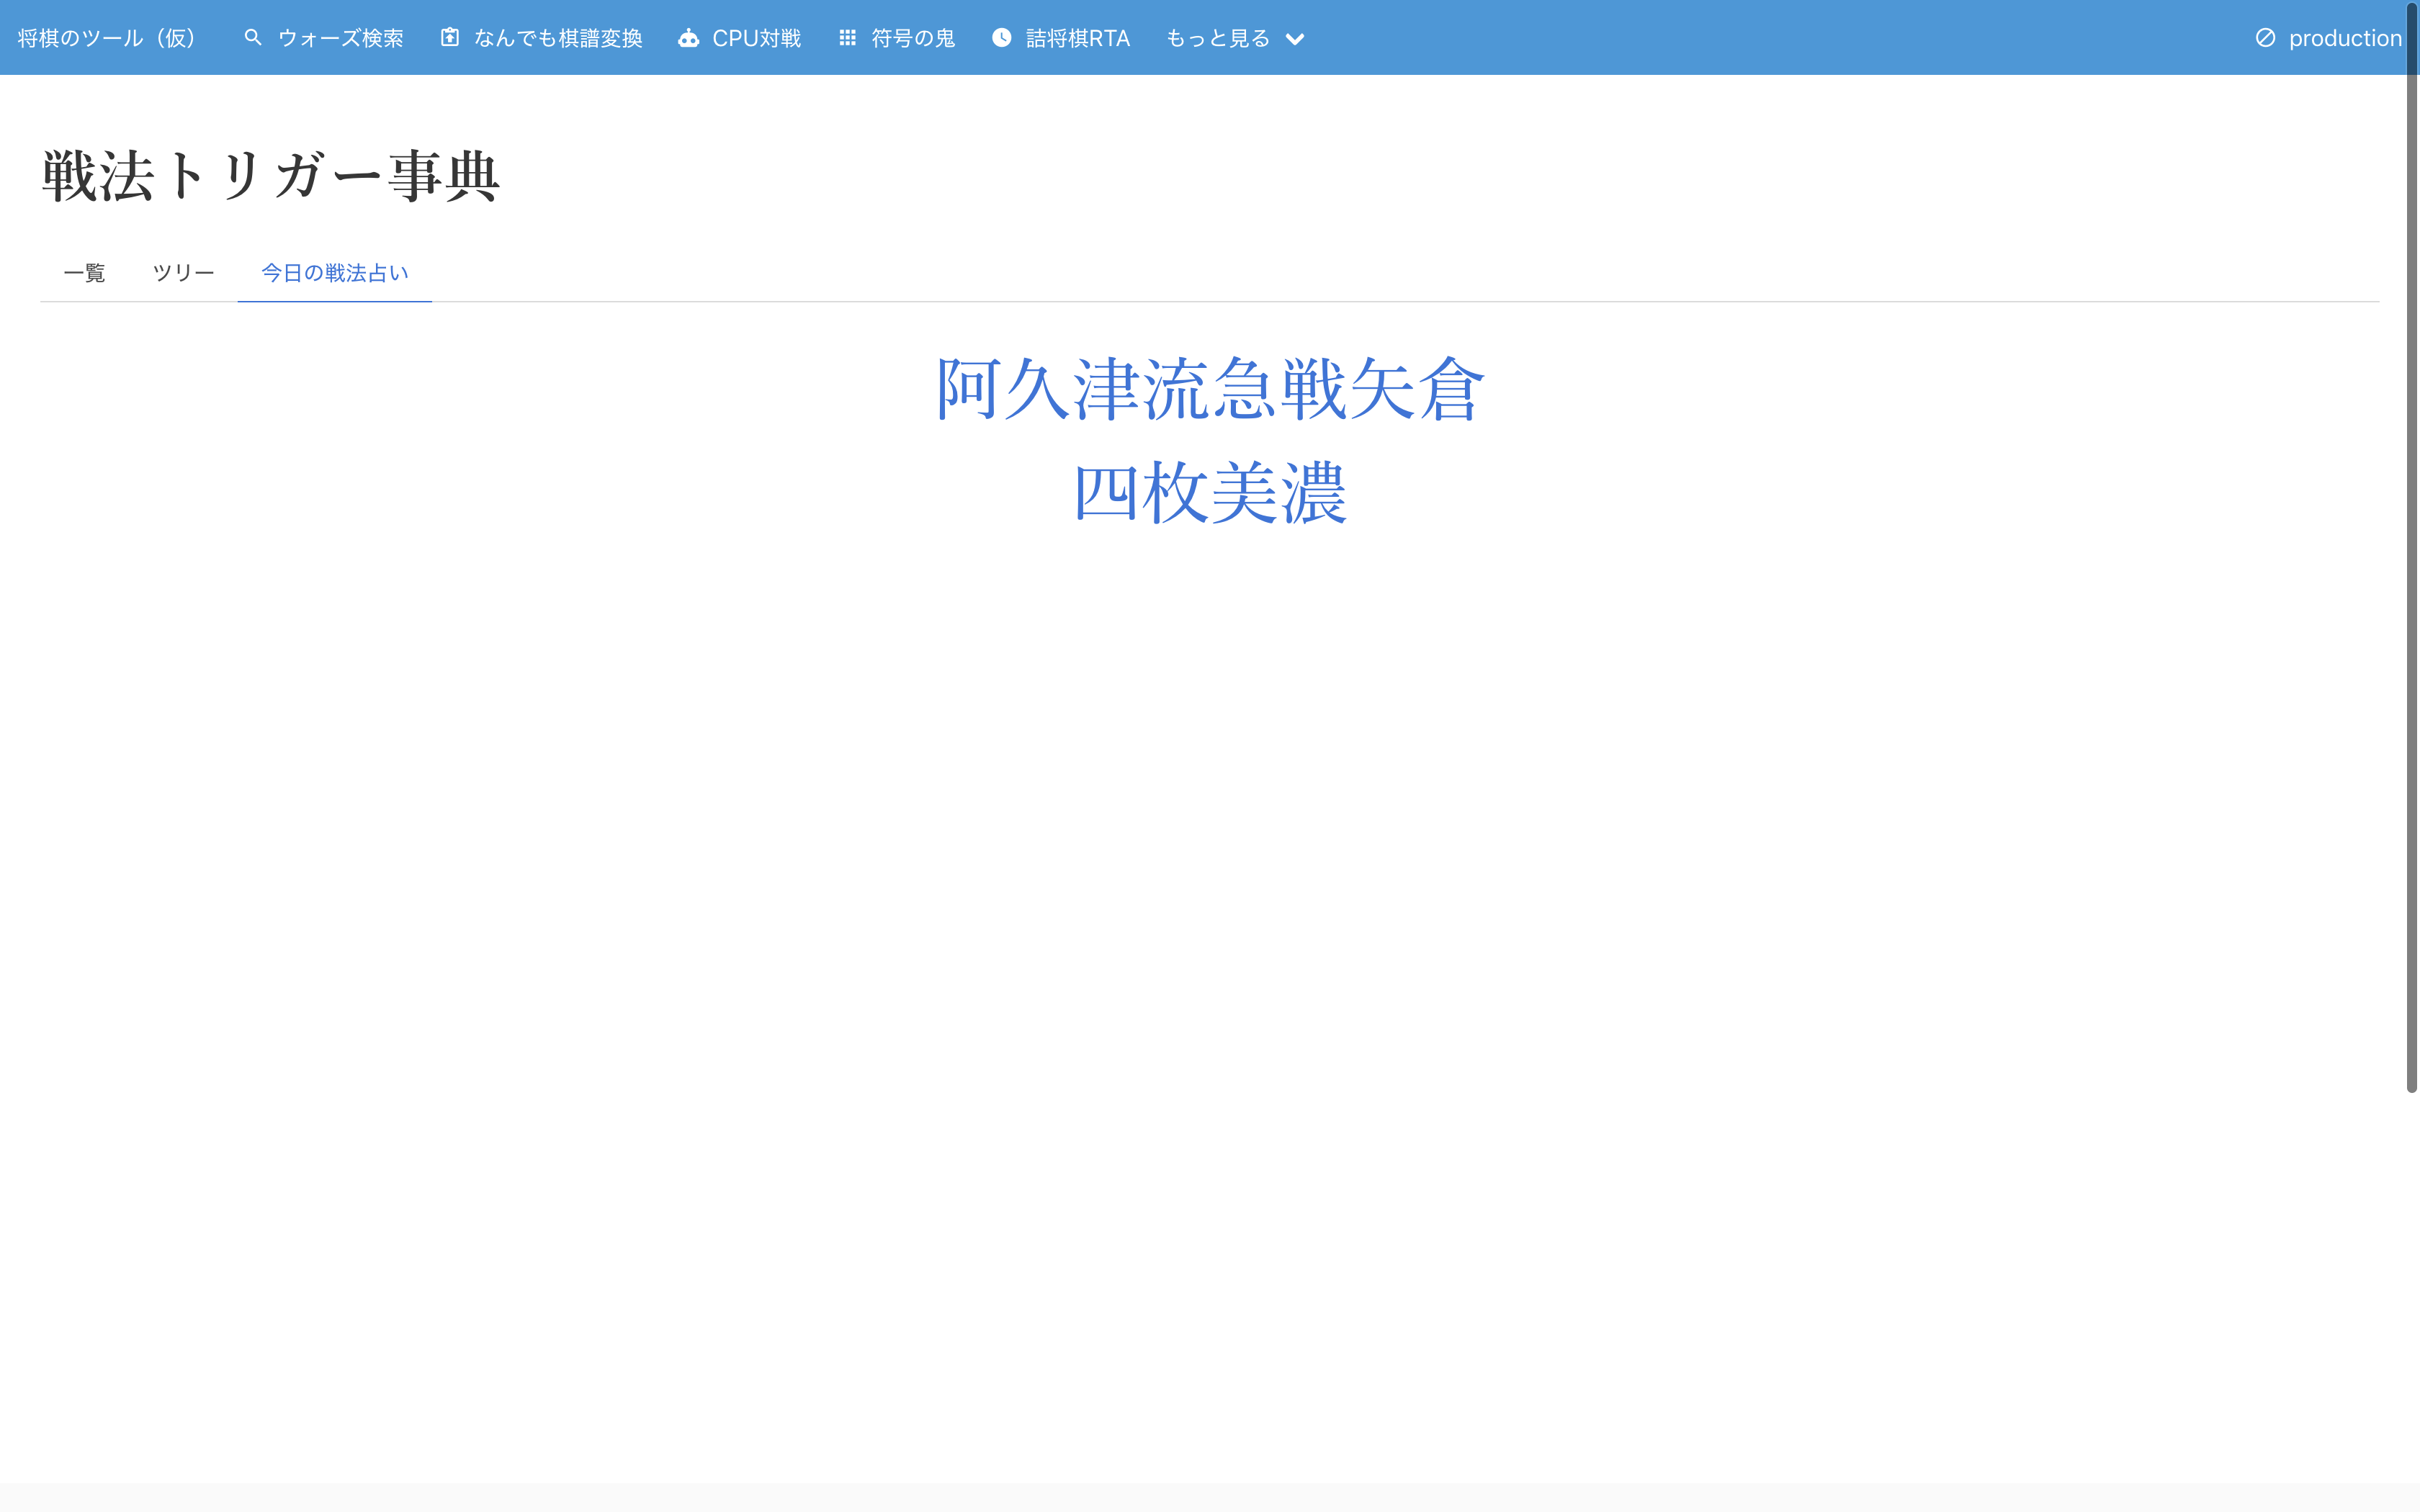 将棋のツール（仮） ウォーズ検索 なんでも棋譜変換 CPU対戦 符号の鬼 詰将棋RTA もっと見る production
戦法トリガー事典
一覧 ツリー 今日の戦法占い
阿久津流急戦矢倉
四枚美濃